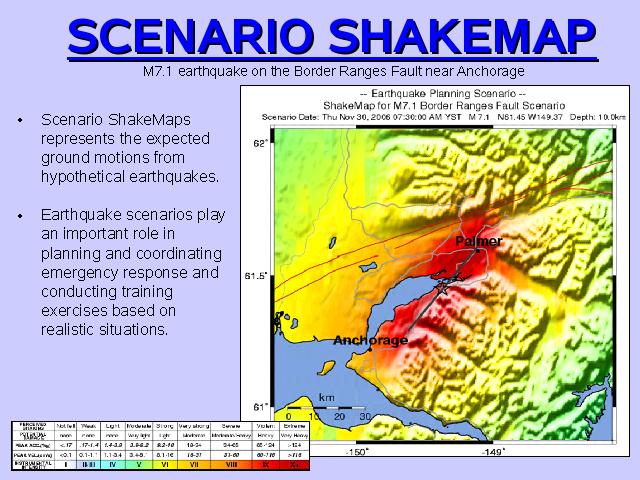 SCENARIO SHAKEMAP
M7.1 earthquake on the Border Ranges Fault near Anchorage
• Scenario ShakeMaps
represents the expected
ground motions from
hypothetical earthquakes.
• Earthquake scenarios play
an important role in
planning and coordinating
emergency response and
conducting training
exercises based on
realistic situations.
-- Earthquake Planning Scenario --
ShakeMap for M7.1 Border Ranges Fault Scenario
Scenario Date: Thu Nov 30, 2006 07:30:00 AM YST M 7.1 N61.45 W149.37 Depth: 10.0km
62°
Palmer
61.5°
Anchorage
km
0 10 20 30
61°
-150° -149°
PERCEIVED SHAKING Not felt Weak Light Moderate Strong Very strong Severe Violent Extreme
POTENTIAL DAMAGE none none none Very light Light Moderate Moderate/Heavy Heavy Very Heavy
PEAK ACC.(%g) <.17 .17-1.4 1.4-3.9 3.9-9.2 9.2-18 18-34 34-65 65-124 >124
PEAK VEL.(cm/s) <0.1 0.1-1.1 1.1-3.4 3.4-8.1 8.1-16 16-31 31-60 60-116 >116
INSTRUMENTAL INTENSITY I II-III IV V VI VII VIII IX X+